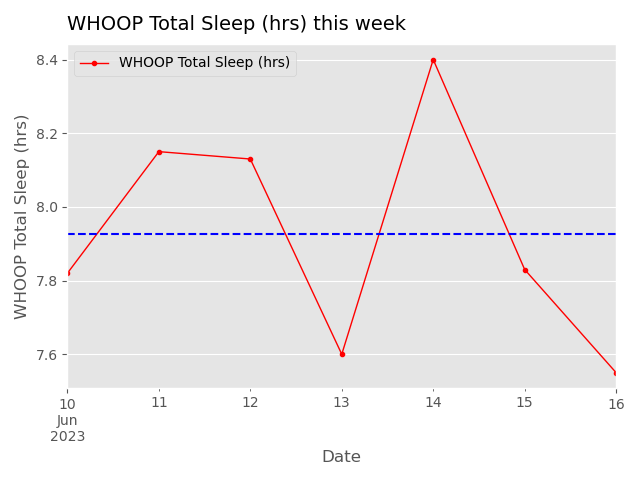 WHOOP Total Sleep (hrs) this week
WHOOP Total Sleep (hrs)
WHOOP Total Sleep (hrs)
8.4
8.2
8.0
7.8
7.6
10 11 12 13 14 15 16
Jun
2023
Date